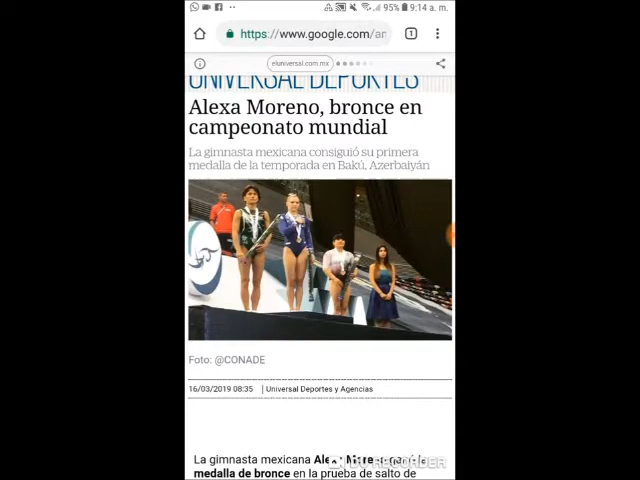 95% 9:14 a. m.
https://www.google.com/ar
1
eluniversal.com.mx
UNIVERSAL DEPORTES
Alexa Moreno, bronce en
campeonato mundial
La gimnasta mexicana consiguió su primera
medalla de la temporada en Bakú, Azerbaiyán
Foto: @CONADE
16/03/2019 08:35 | Universal Deportes y Agencias
La gimnasta mexicana
medalla de bronce en la prueba de salto de
RECORDER